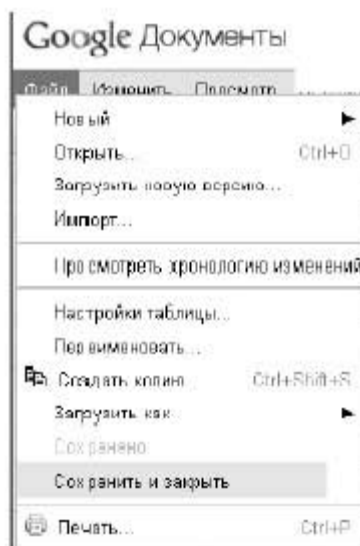 Google Документы
Файл Изменить Просмотр
Новый
Открыть... Ctrl+O
Загрузить новую версию...
Импорт...
Просмотреть хронологию изменений
Настройки таблицы...
Переименовать...
Создать копию Ctrl+Shift+S
Загрузить как
Сохранено
Сохранить и закрыть
Печать... Ctrl+P